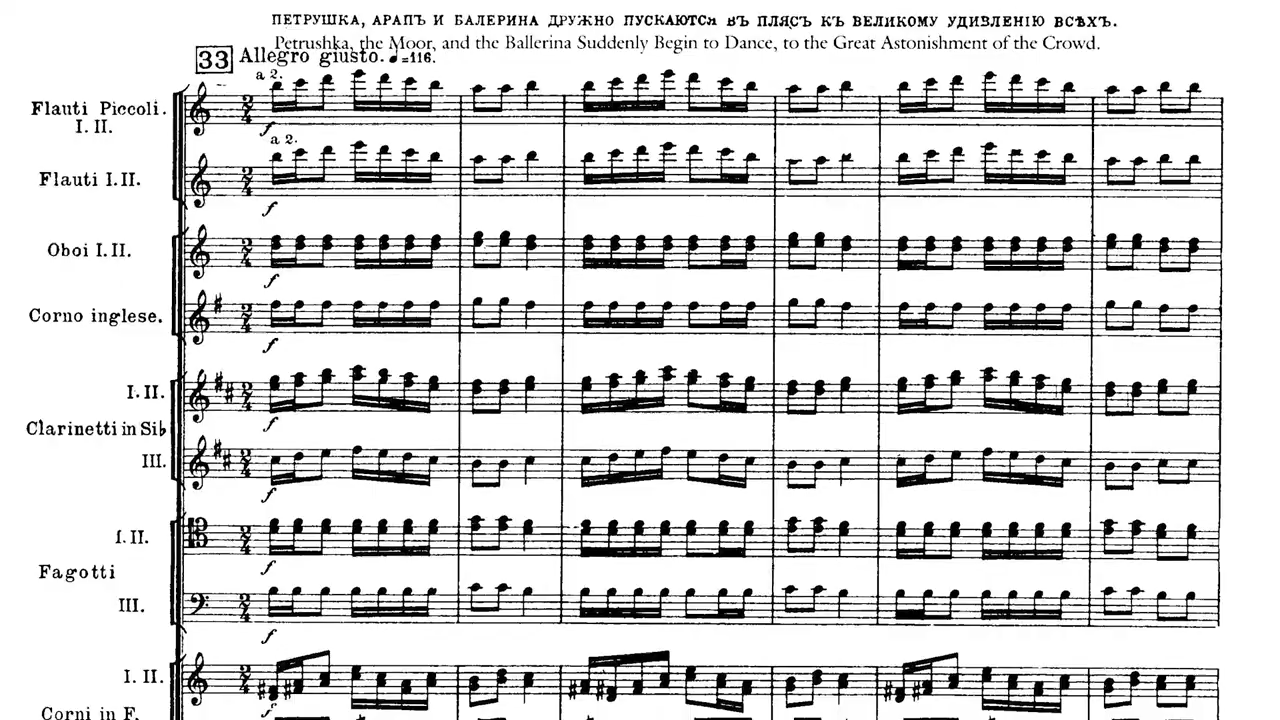 ПЕТРУШКА, АРАПЪ И БАЛЕРИНА ДРУЖНО ПУСКАЮТСЯ ВЪ ПЛЯСЪ КЪ ВЕЛИКОМУ УДИВЛЕНІЮ ВСѢХЪ.
Petrushka, the Moor, and the Ballerina Suddenly Begin to Dance, to the Great Astonishment of the Crowd.
33 Allegro giusto. ♩=116.
a 2.
Flauti Piccoli.
I. II.
f
a 2.
Flauti I. II.
f
Oboi I. II.
f
Corno inglese.
f
I. II.
f
Clarinetti in Si♭
III.
f
I. II.
f
Fagotti
III.
f
I. II.
f
Corni in F.